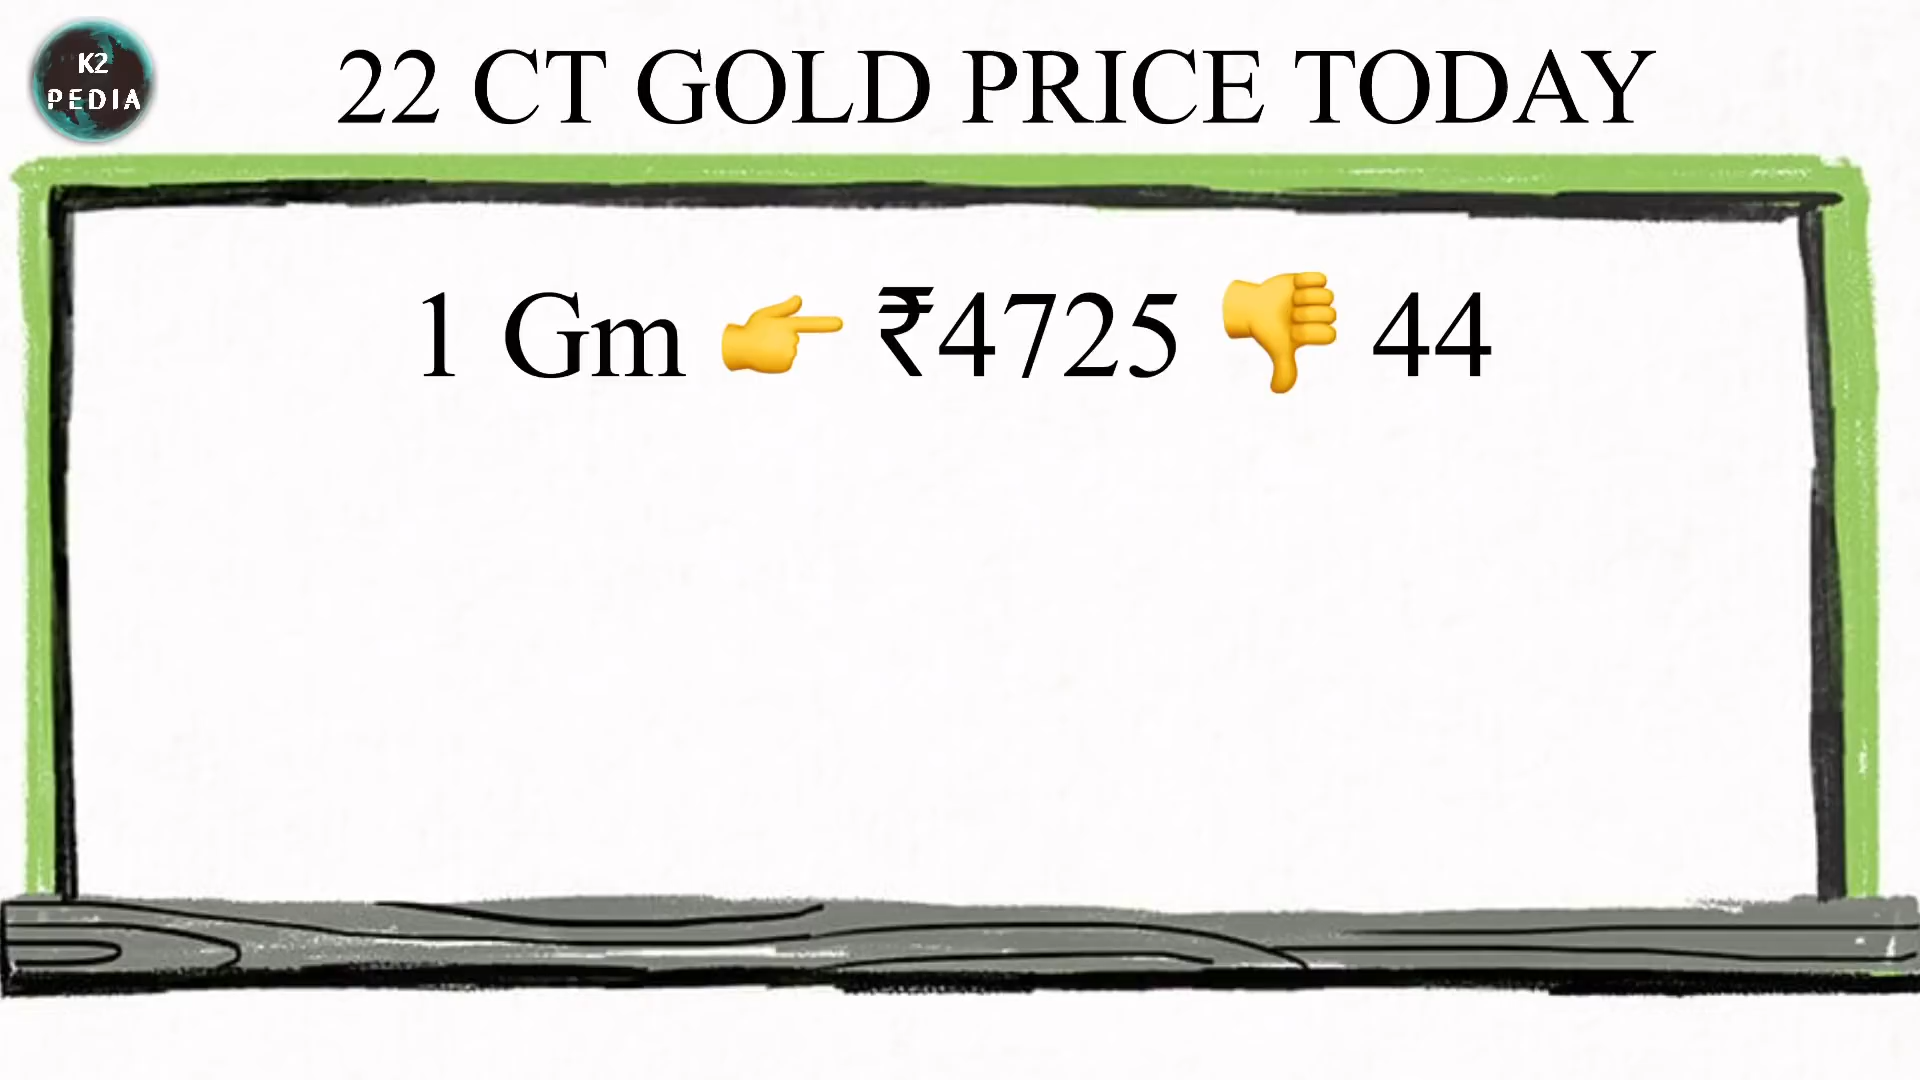 K2
PEDIA
22 CT GOLD PRICE TODAY
1 Gm 👉 ₹4725 👎 44